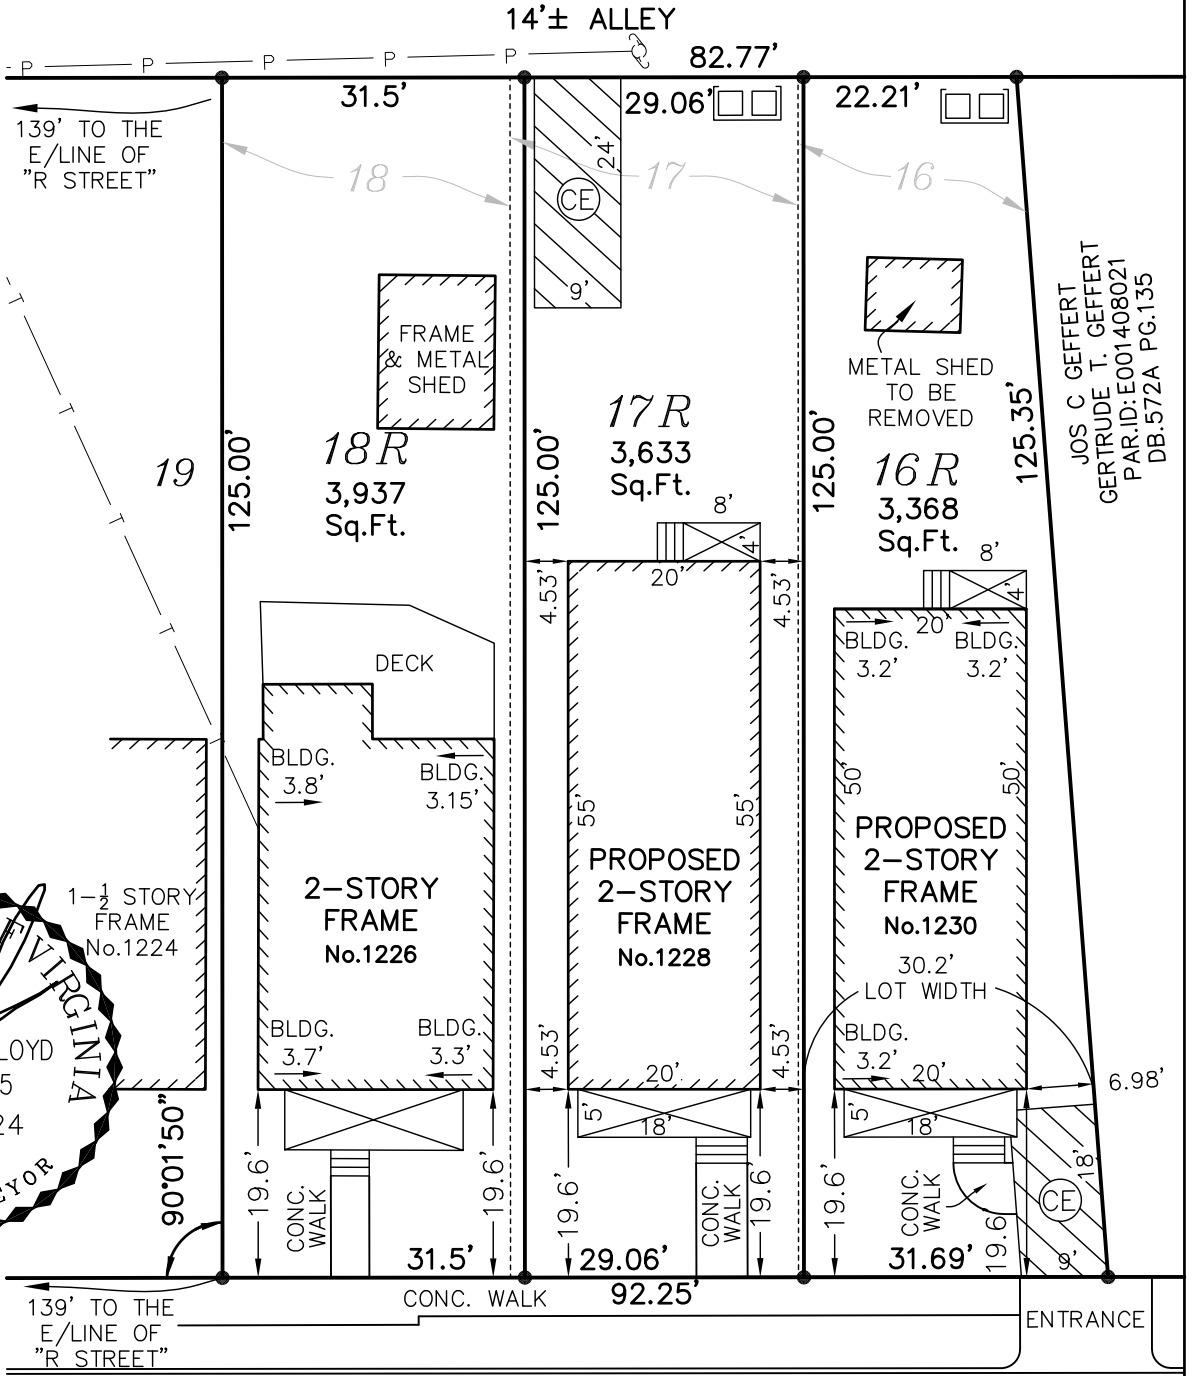 14'± ALLEY
P P P P P
82.77'
31.5'
29.06'
22.21'
139' TO THE
E/LINE OF
"R STREET"
18
17
16
24'
CE
9'
FRAME
& METAL
SHED
METAL SHED
TO BE
REMOVED
JOS C GEFFERT
GERTRUDE T. GEFFERT
PAR.ID: E001408021
DB.572A PG.135
T
T
T
T
19
125.00'
18R
3,937
Sq.Ft.
125.00'
17R
3,633
Sq.Ft.
125.00'
16R
3,368
Sq.Ft.
125.35'
8'
4'
20'
4.53'
4.53'
8'
4'
20'
BLDG.
3.2'
BLDG.
3.2'
DECK
BLDG.
3.8'
BLDG.
3.15'
55'
55'
50'
50'
1-½ STORY
FRAME
No.1224
2-STORY
FRAME
No.1226
PROPOSED
2-STORY
FRAME
No.1228
PROPOSED
2-STORY
FRAME
No.1230
30.2'
LOT WIDTH
VIRGINIA
LOYD
5
24
YOR
BLDG.
3.7'
BLDG.
3.3'
4.53'
4.53'
20'
BLDG.
3.2'
20'
6.98'
5'
18'
5'
18'
18'
CE
9'
90°01'50"
19.6'
CONC.
WALK
19.6'
19.6'
CONC.
WALK
19.6'
19.6'
CONC.
WALK
19.6
31.5'
29.06'
31.69'
139' TO THE
E/LINE OF
"R STREET"
CONC. WALK
92.25'
ENTRANCE